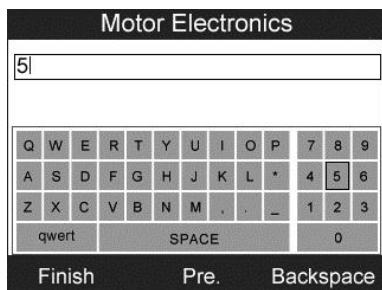 Motor Electronics
5
Q W E R T Y U I O P 7 8 9
A S D F G H J K L * 4 5 6
Z X C V B N M , . _ 1 2 3
qwert SPACE 0
Finish Pre. Backspace